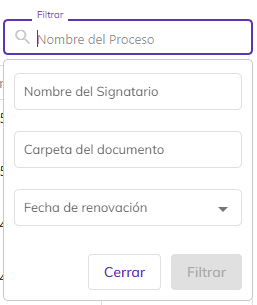 Filtrar
Nombre del Proceso
Nombre del Signatario
Carpeta del documento
Fecha de renovación
Cerrar
Filtrar